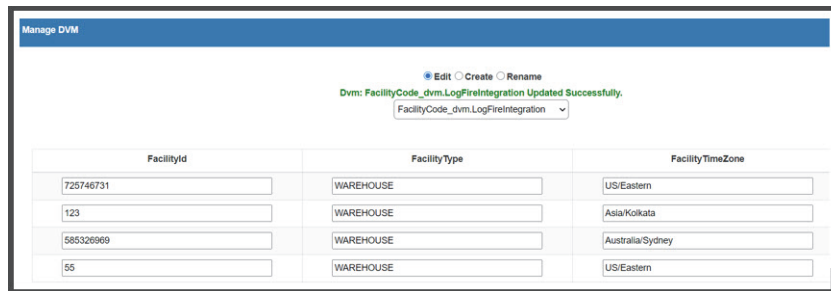 Manage DVM
Edit Create Rename
Dvm: FacilityCode_dvm.LogFireIntegration Updated Successfully.
FacilityCode_dvm.LogFireIntegration
FacilityId FacilityType FacilityTimeZone
725746731 WAREHOUSE US/Eastern
123 WAREHOUSE Asia/Kolkata
585326969 WAREHOUSE Australia/Sydney
55 WAREHOUSE US/Eastern